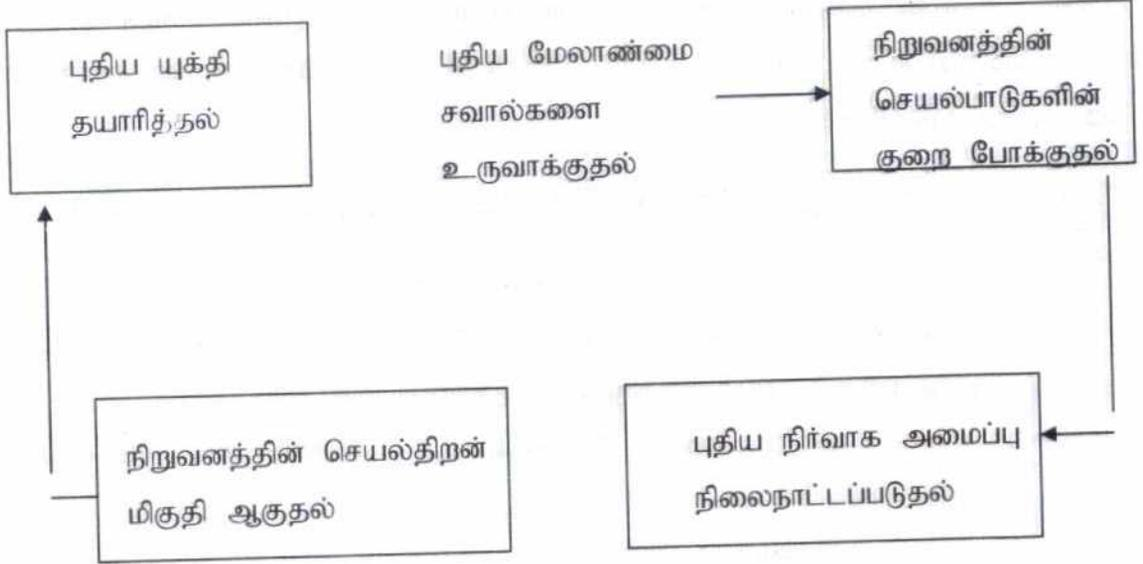 புதிய யுக்தி
தயாரித்தல்
புதிய மேலாண்மை
சவால்களை
உருவாக்குதல்
நிறுவனத்தின்
செயல்பாடுகளின்
குறை போக்குதல்
நிறுவனத்தின் செயல்திறன்
மிகுதி ஆகுதல்
புதிய நிர்வாக அமைப்பு
நிலைநாட்டப்படுதல்